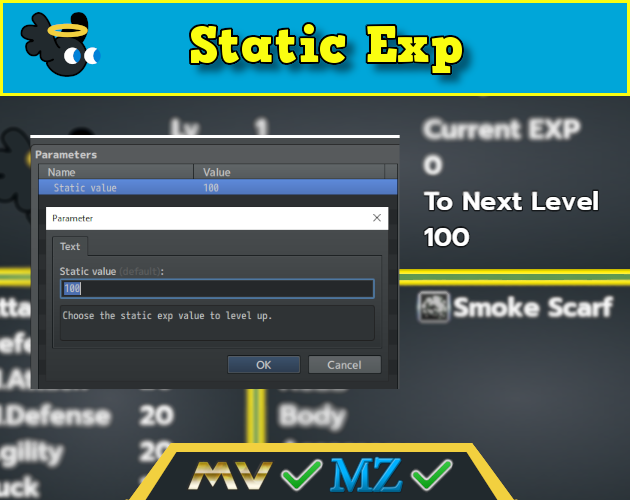 Static Exp
Lv 1
Current EXP
0
To Next Level
100
Parameters
Name Value
Static value 100
Parameter
Text
Static value (default):
100
Choose the static exp value to level up.
OK Cancel
Smoke Scarf
.Defense 20
gility
Body
MV MZ